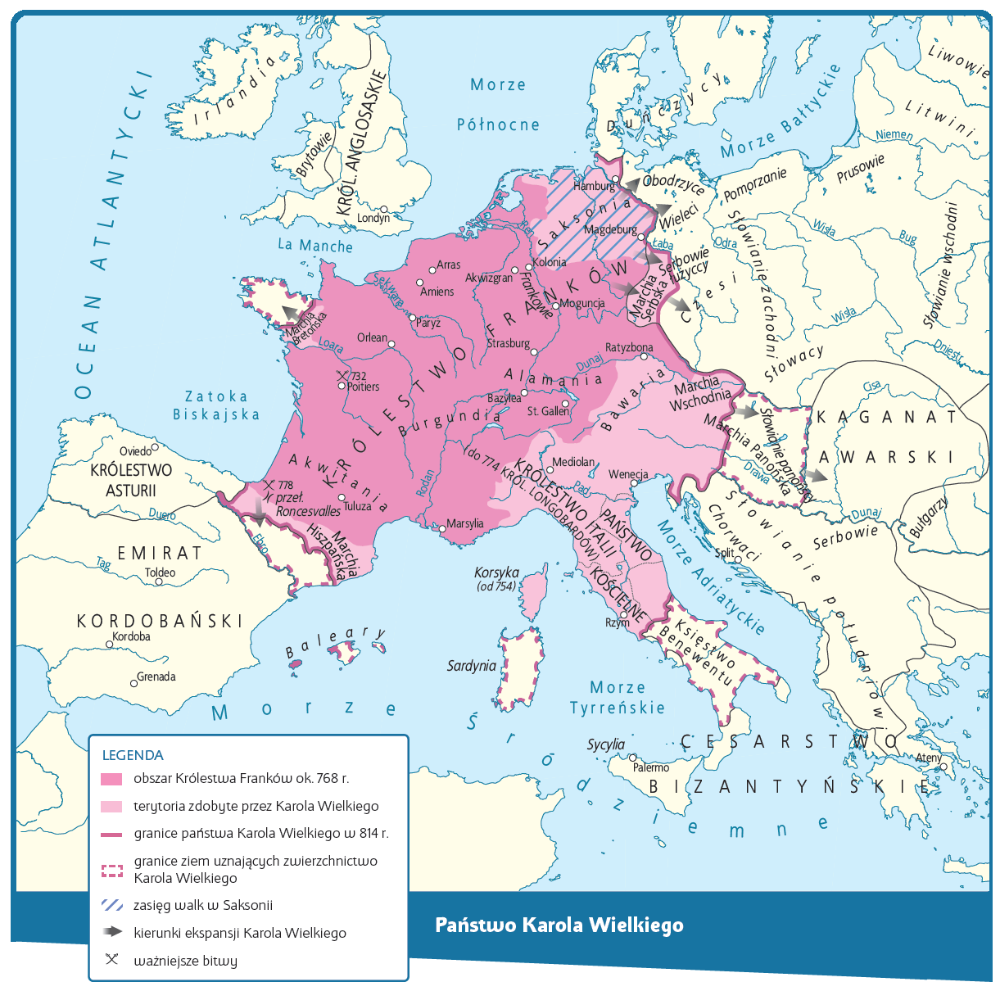 OCEAN ATLANTYCKI
Irlandia
Brytowie
KRÓL. ANGLOSASKIE
Londyn
Morze
Północne
Duńczycy
Morze Bałtyckie
Liwowie
Litwini
Niemen
Prusowie
Pomorzanie
Obodrzyce
Wieleci
Hamburg
Saksonia
Magdeburg
Łaba
Odra
Wisła
Bug
Słowianie wschodni
Słowianie zachodni
Serbowie
łużyccy
Czesi
Wisła
Dniestr
Słowacy
La Manche
Ren
Arras
Amiens
Akwizgran
Kolonia
Frankowie
Moguncja
Marchia
Serbska
Sekwana
Paryż
Marchia
Bretońska
Loara
Orlean
Strasburg
Ratyzbona
Dunaj
KRÓLESTWO FRANKÓW
732
Poitiers
Alamania
Bazylea
St. Gallen
Bawaria
Marchia
Wschodnia
Zatoka
Biskajska
Burgundia
Cisa
KAGANAT
AWARSKI
Słowianie panońscy
Marchia Panońska
Drawa
Oviedo
KRÓLESTWO
ASTURII
Akwitania
Rodan
(do 774 KRÓL. LONGOBARDÓW)
KRÓLESTWO ITALII
Mediolan
Wenecja
Pad
778
przeł.
Roncesvalles
Tuluza
Marsylia
Duero
Ebro
Marchia
Hiszpańska
EMIRAT
Tag
Toldeo
KORDOBAŃSKI
Kordoba
Grenada
Baleary
Korsyka
(od 754)
Sardynia
PAŃSTWO
KOŚCIELNE
Rzym
Morze Adriatyckie
Chorwaci
Split
Słowianie południowi
Serbowie
Dunaj
Bułgarzy
Księstwo
Benewentu
Morze
Tyrreńskie
Morze Śródziemne
Sycylia
Palermo
CESARSTWO
BIZANTYŃSKIE
Ateny
LEGENDA
obszar Królestwa Franków ok. 768 r.
terytoria zdobyte przez Karola Wielkiego
granice państwa Karola Wielkiego w 814 r.
granice ziem uznających zwierzchnictwo
Karola Wielkiego
zasięg walk w Saksonii
kierunki ekspansji Karola Wielkiego
ważniejsze bitwy
Państwo Karola Wielkiego